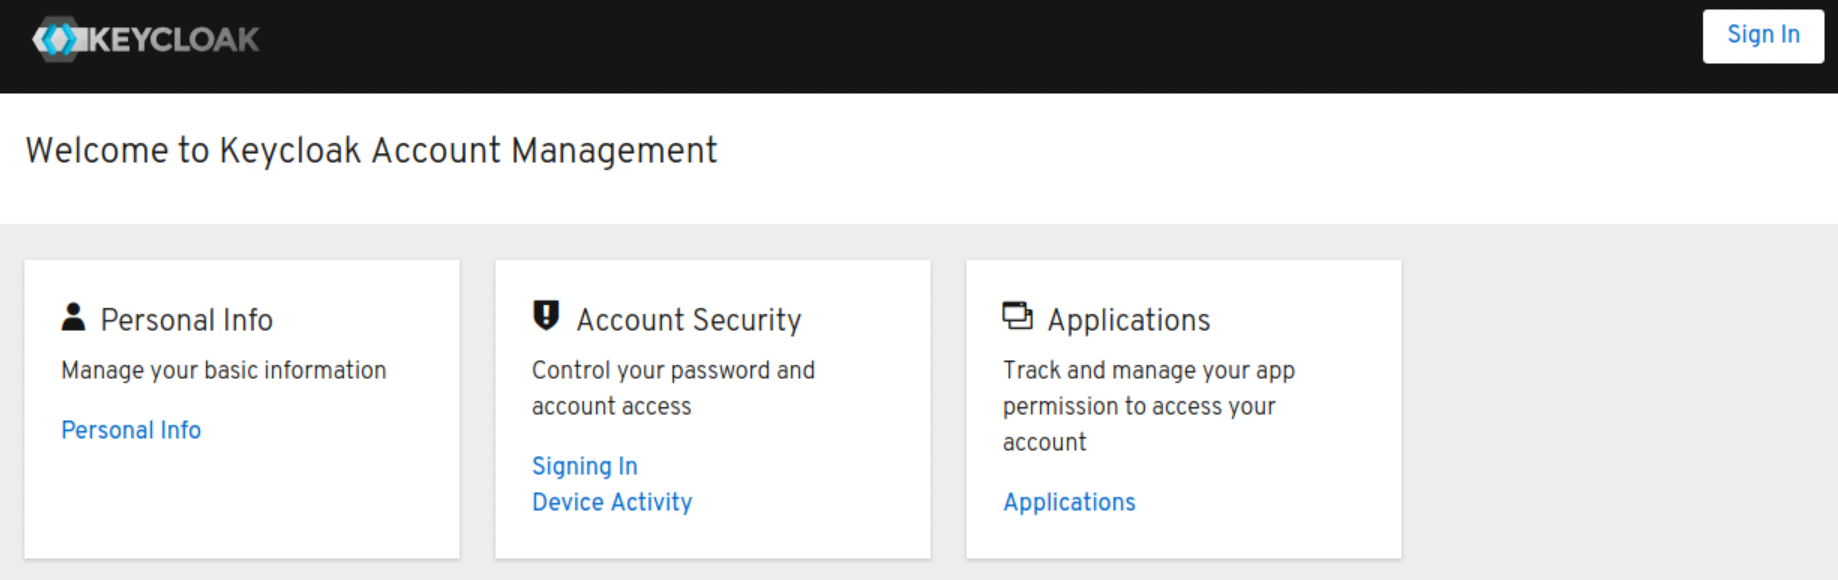 KEYCLOAK
Sign In
Welcome to Keycloak Account Management
Personal Info
Manage your basic information
Personal Info
Account Security
Control your password and
account access
Signing In
Device Activity
Applications
Track and manage your app
permission to access your
account
Applications